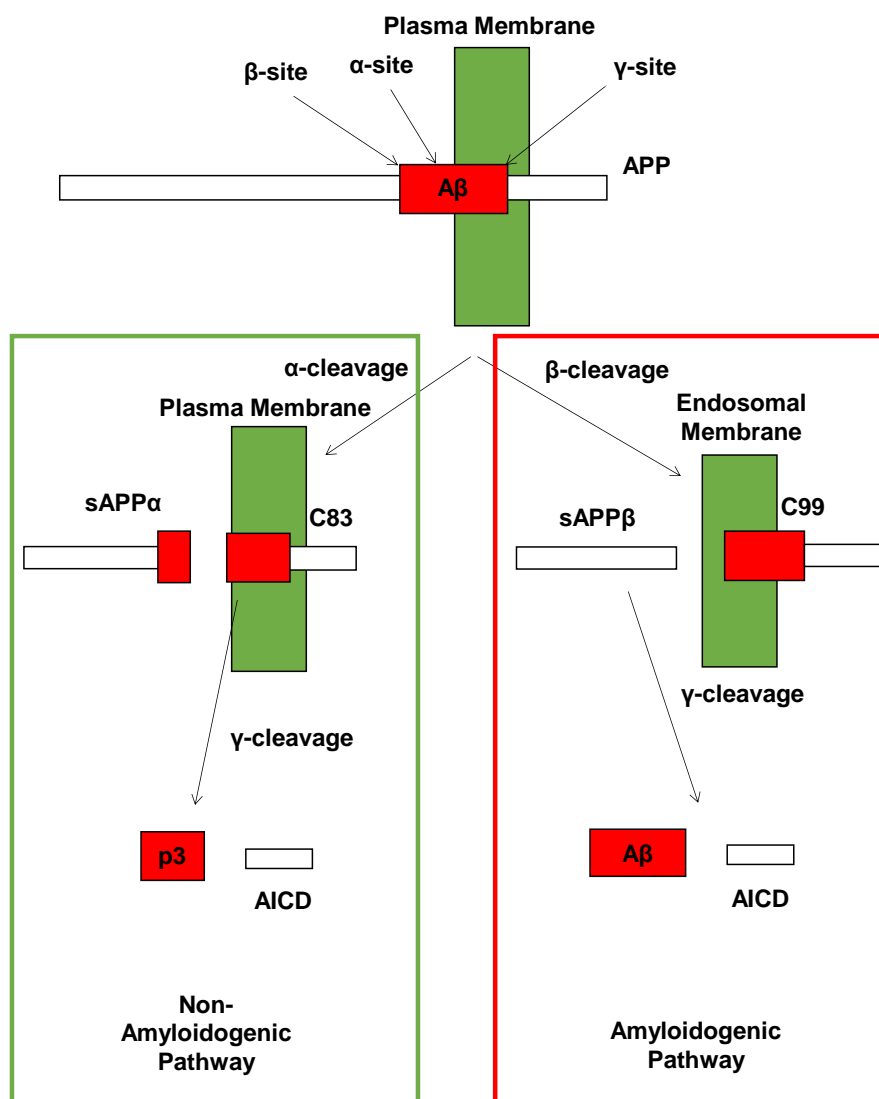 Plasma Membrane
β-site
α-site
γ-site
APP
Aβ
α-cleavage
Plasma Membrane
sAPPα
C83
γ-cleavage
p3
AICD
Non-
Amyloidogenic
Pathway
β-cleavage
Endosomal
Membrane
sAPPβ
C99
γ-cleavage
Aβ
AICD
Amyloidogenic
Pathway